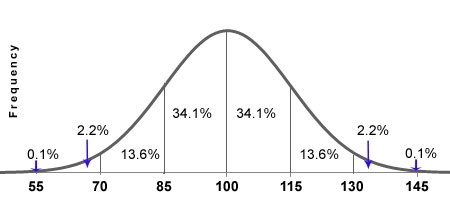 Frequency
34.1% 34.1%
2.2% 2.2%
0.1% 13.6% 13.6% 0.1%
55 70 85 100 115 130 145